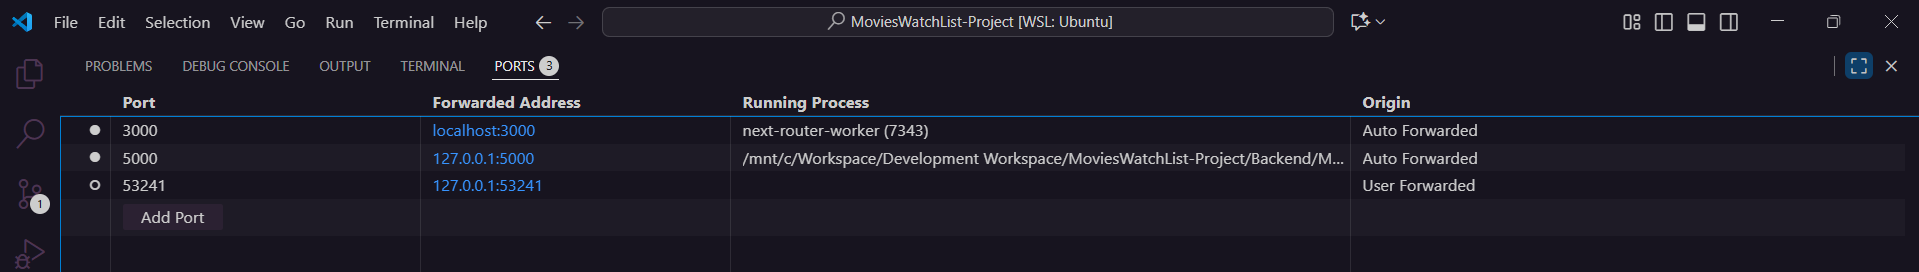 File Edit Selection View Go Run Terminal Help MoviesWatchList-Project [WSL: Ubuntu]
PROBLEMS DEBUG CONSOLE OUTPUT TERMINAL PORTS 3
Port Forwarded Address Running Process Origin
3000 localhost:3000 next-router-worker (7343) Auto Forwarded
5000 127.0.0.1:5000 /mnt/c/Workspace/Development Workspace/MoviesWatchList-Project/Backend/M... Auto Forwarded
53241 127.0.0.1:53241 User Forwarded
1
Add Port